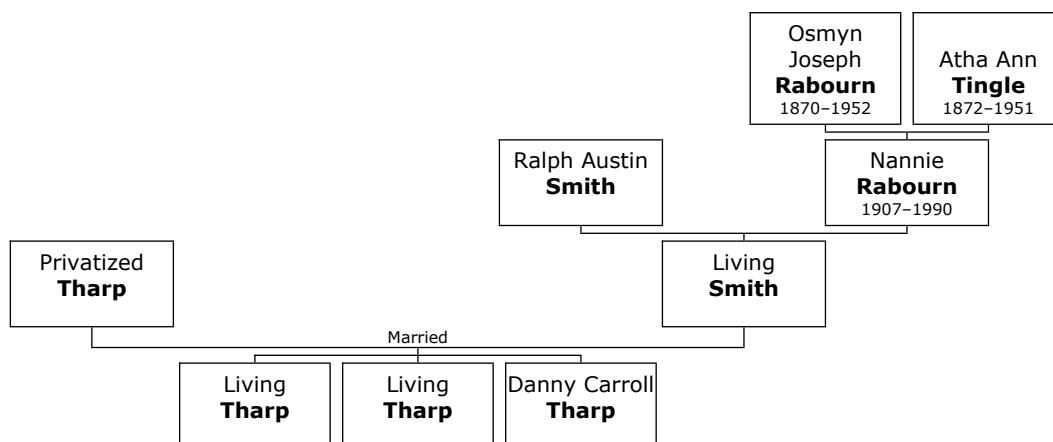 Osmyn
Joseph
Rabourn
1870–1952
Atha Ann
Tingle
1872–1951
Ralph Austin
Smith
Nannie
Rabourn
1907–1990
Privatized
Tharp
Living
Smith
Married
Living
Tharp
Living
Tharp
Danny Carroll
Tharp